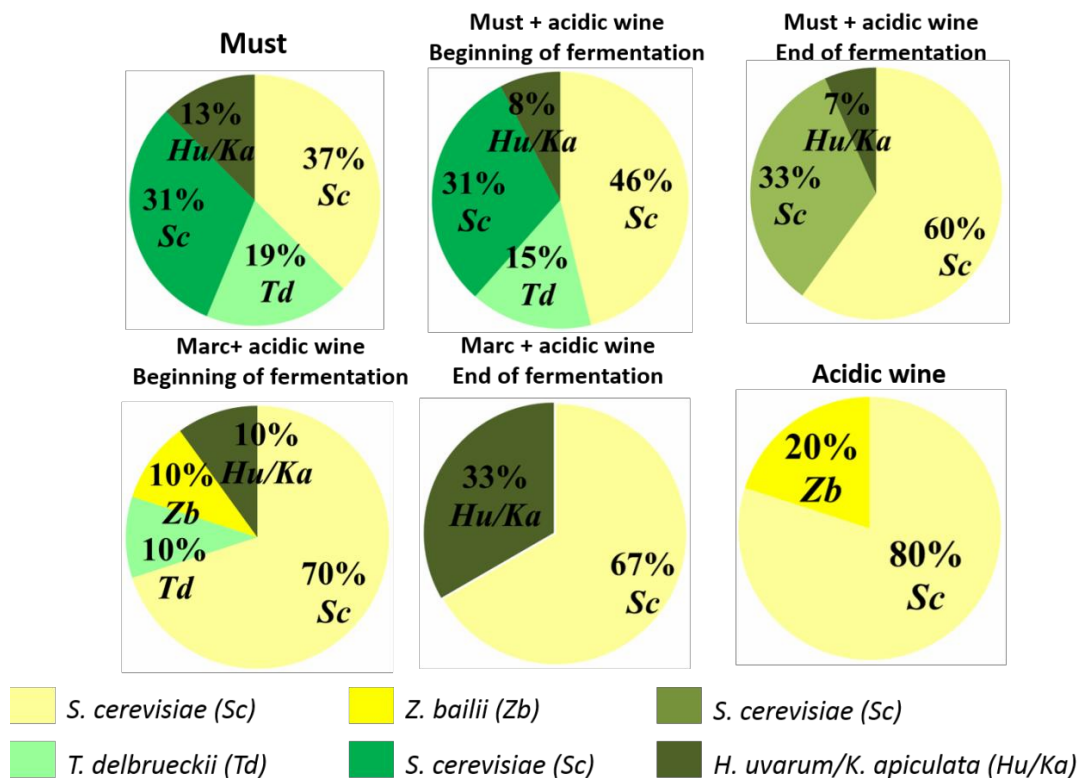 Must
13%
Hu/Ka
37%
Sc
31%
Sc
19%
Td
Must + acidic wine
Beginning of fermentation
8%
Hu/Ka
46%
Sc
31%
Sc
15%
Td
Must + acidic wine
End of fermentation
7%
Hu/Ka
33%
Sc
60%
Sc
Marc+ acidic wine
Beginning of fermentation
10%
Hu/Ka
10%
Zb
10%
Td
70%
Sc
Marc + acidic wine
End of fermentation
33%
Hu/Ka
67%
Sc
Acidic wine
20%
Zb
80%
Sc
S. cerevisiae (Sc)
Z. bailii (Zb)
S. cerevisiae (Sc)
T. delbrueckii (Td)
S. cerevisiae (Sc)
H. uvarum/K. apiculata (Hu/Ka)